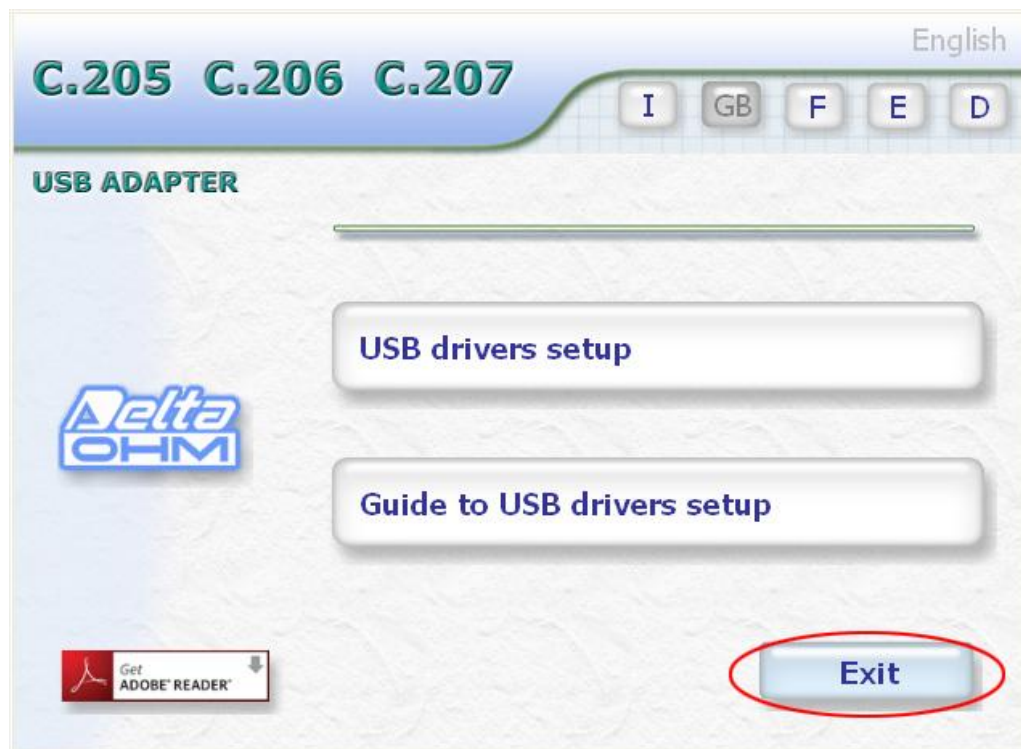 English
C.205 C.206 C.207
I GB F E D
USB ADAPTER
USB drivers setup
Delta
OHM
Guide to USB drivers setup
Get
ADOBE® READER®
Exit